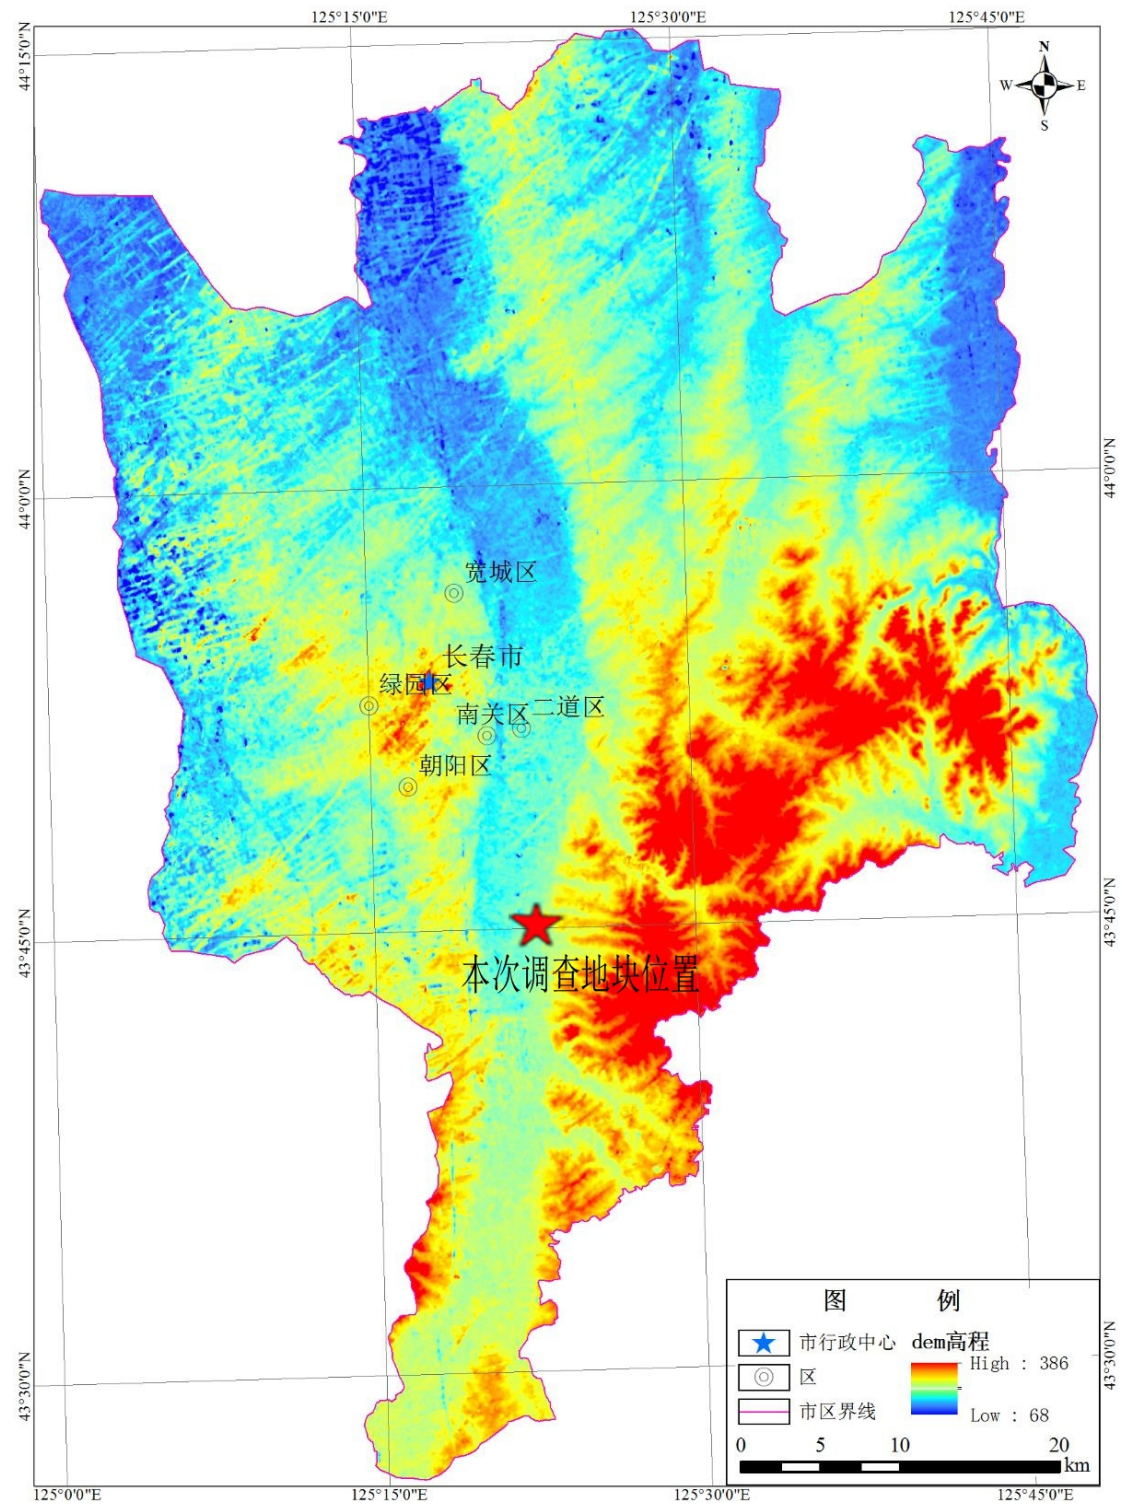 125°15′0″E
125°30′0″E
125°45′0″E
44°15′0″N
N
W
E
S
44°0′0″N
44°0′0″N
宽城区
长春市
绿园区
南关区
二道区
朝阳区
43°45′0″N
43°45′0″N
本次调查地块位置
43°30′0″N
43°30′0″N
图 例
市行政中心
dem高程
High : 386
区
市区界线
Low : 68
0 5 10 20
km
125°0′0″E
125°15′0″E
125°30′0″E
125°45′0″E